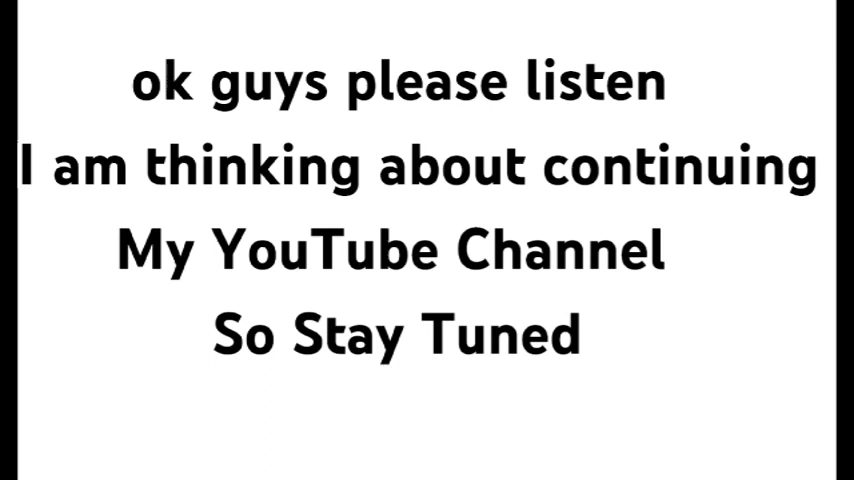 ok guys please listen
I am thinking about continuing
My YouTube Channel
So Stay Tuned